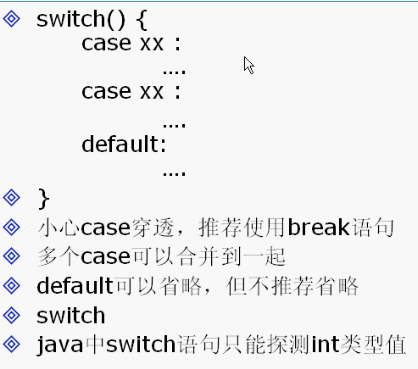 switch() {
case xx :
....
case xx :
....
default:
....
}
小心case穿透，推荐使用break语句
多个case可以合并到一起
default可以省略，但不推荐省略
switch
java中switch语句只能探测int类型值